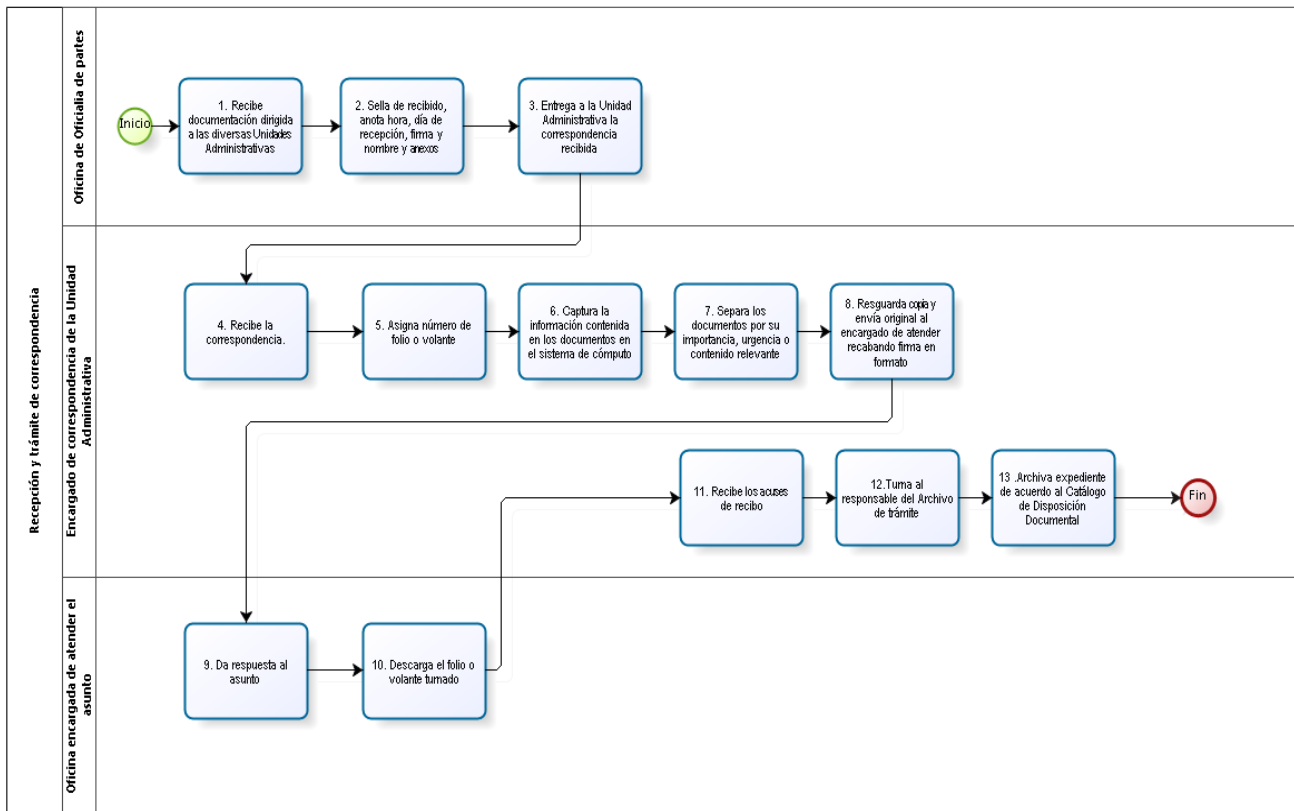 Recepción y trámite de correspondencia
Oficina de Oficialia de partes
Inicio
1. Recibe
documentación dirigida
a las diversas Unidades
Administrativas
2. Sella de recibido,
anota hora, día de
recepción, firma y
nombre y anexos
3. Entrega a la Unidad
Administrativa la
correspondencia
recibida
Encargado de correspondencia de la Unidad
Administrativa
4. Recibe la
correspondencia.
5. Asigna número de
folio o volante
6. Captura la
información contenida
en los documentos en
el sistema de cómputo
7. Separa los
documentos por su
importancia, urgencia o
contenido relevante
8. Resguarda copia y
envía original al
encargado de atender
recabando firma en
formato
11. Recibe los acuses
de recibo
12.Turna al
responsable del Archivo
de trámite
13 .Archiva expediente
de acuerdo al Catálogo
de Disposición
Documental
Fin
Oficina encargada de atender el
asunto
9. Da respuesta al
asunto
10. Descarga el folio o
volante turnado